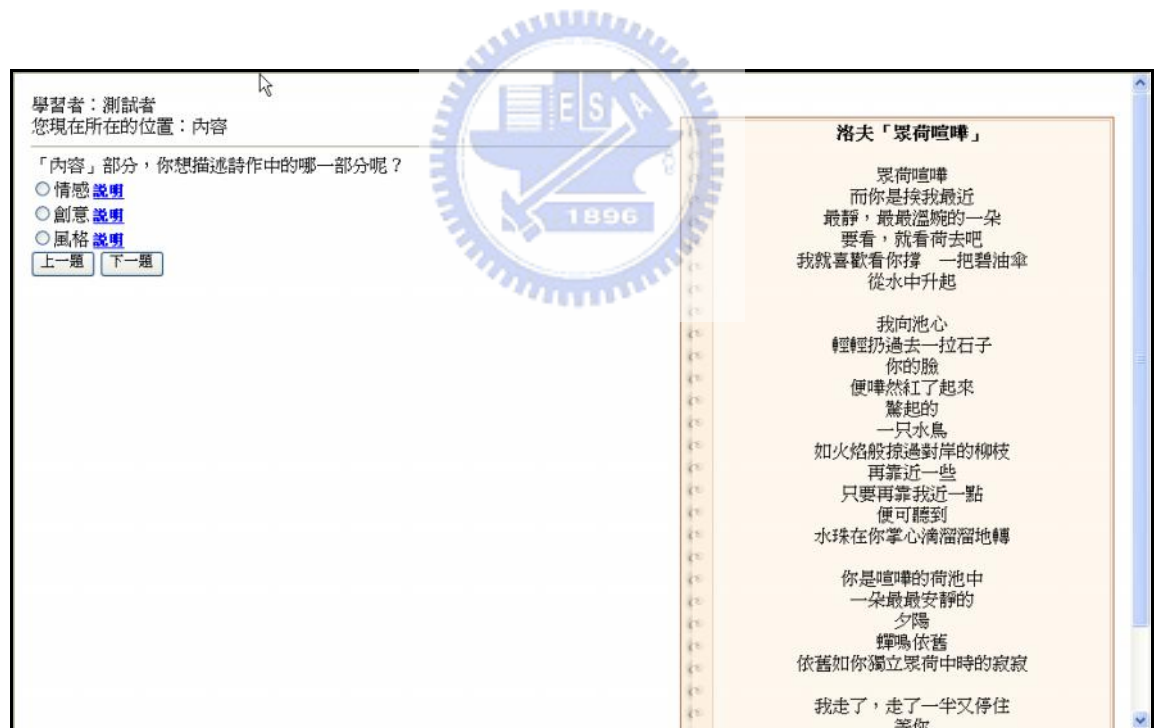 學習者：測試者
您現在所在的位置：內容
「內容」部分，你想描述詩作中的哪一部分呢？
情感 說明
創意 說明
風格 說明
上一題 下一題
洛夫「眾荷喧嘩」
眾荷喧嘩
而你是挨我最近
最靜，最最溫婉的一朵
要看，就看荷去吧
我就喜歡看你撐　一把碧油傘
從水中升起
我向池心
輕輕扔過去一拉石子
你的臉
便嘩然紅了起來
驚起的
一只水鳥
如火焰般掠過對岸的柳枝
再靠近一些
只要再靠我近一點
便可聽到
水珠在你掌心滴溜溜地轉
你是喧嘩的荷池中
一朵最最安靜的
夕陽
蟬鳴依舊
依舊如你獨立眾荷中時的寂寂
我走了，走了一半又停住
等你
ESA
1896